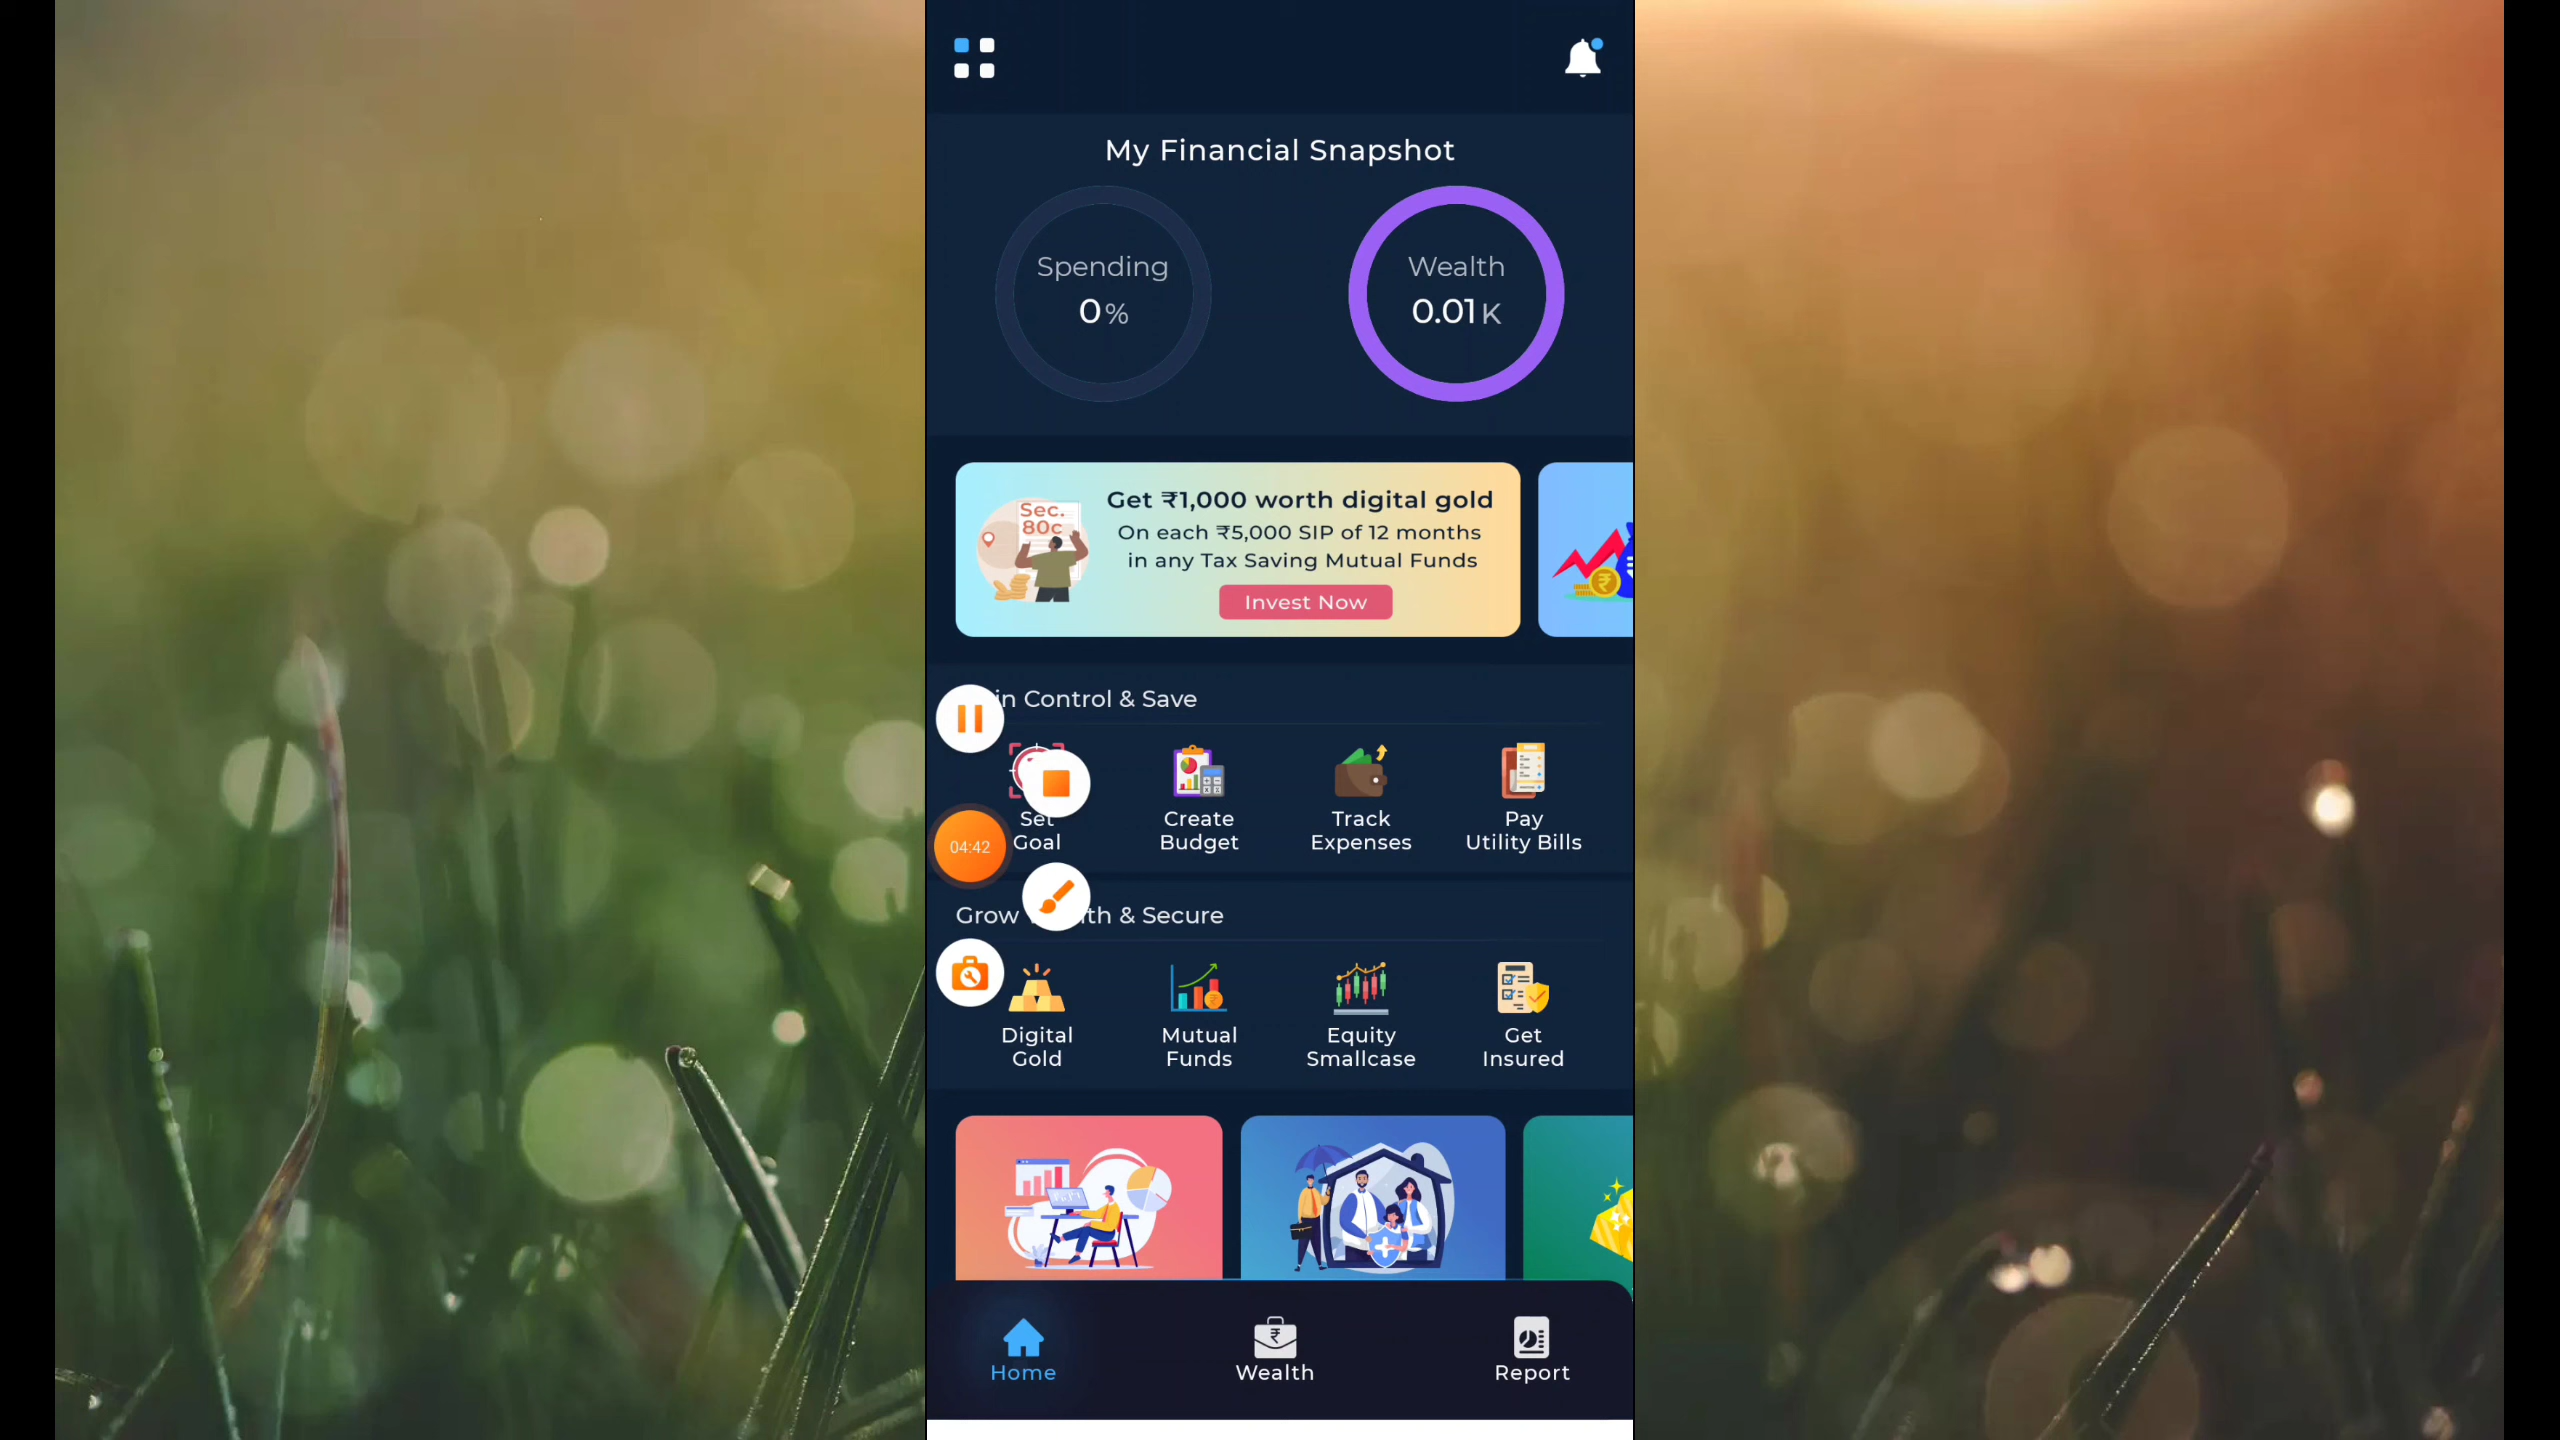 My Financial Snapshot
Spending
0%
Wealth
0.01K
Sec.
80c
Get ₹1,000 worth digital gold
On each ₹5,000 SIP of 12 months
in any Tax Saving Mutual Funds
Invest Now
in Control & Save
Set
Goal
Create
Budget
Track
Expenses
Pay
Utility Bills
04:42
Grow th & Secure
Digital
Gold
Mutual
Funds
Equity
Smallcase
Get
Insured
Home
Wealth
Report